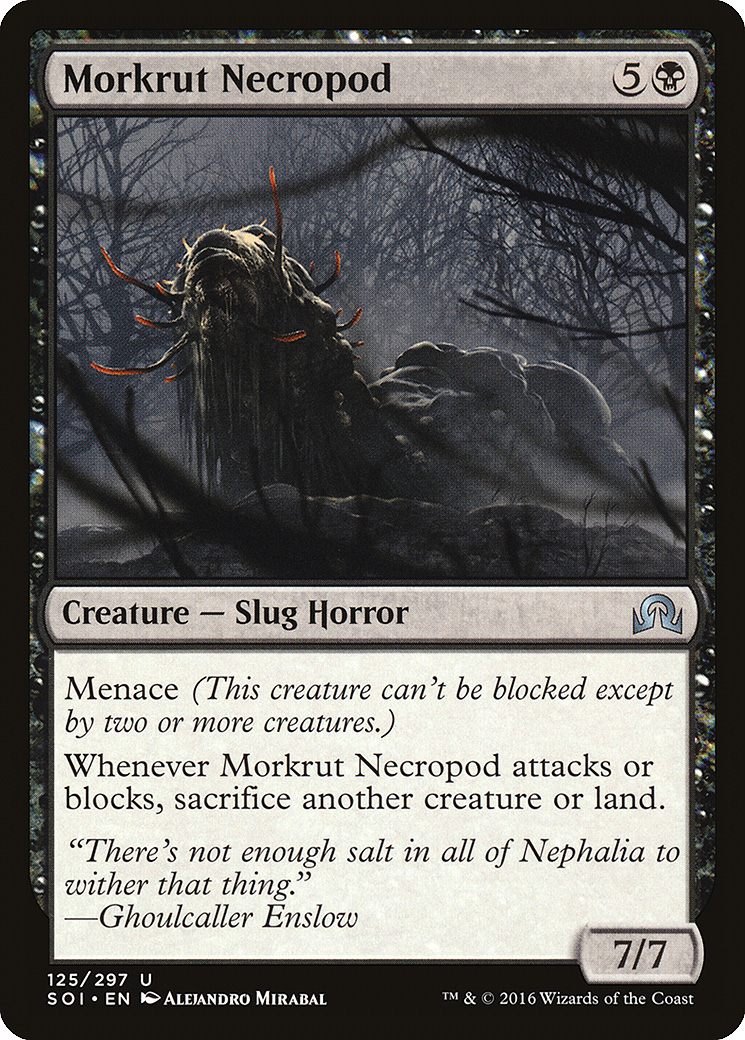 Morkrut Necropod 5
Creature — Slug Horror
Menace (This creature can't be blocked except
by two or more creatures.)
Whenever Morkrut Necropod attacks or
blocks, sacrifice another creature or land.
“There's not enough salt in all of Nephalia to
wither that thing.”
—Ghoulcaller Enslow
7/7
125/297 U
SOI • EN Alejandro Mirabal
™ & © 2016 Wizards of the Coast